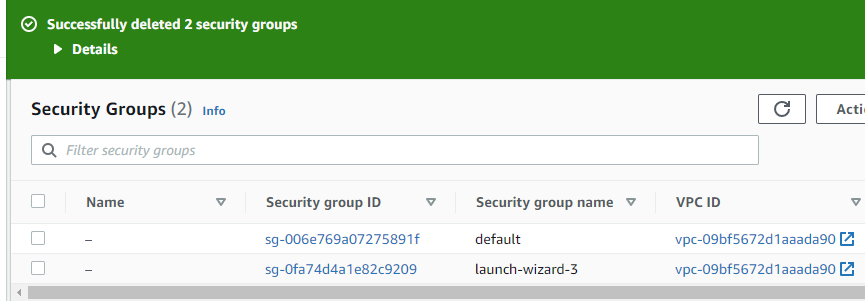 Successfully deleted 2 security groups
Details
Security Groups (2) Info
Filter security groups
Name Security group ID Security group name VPC ID
– sg-006e769a07275891f default vpc-09bf5672d1aaada90
– sg-0fa74d4a1e82c9209 launch-wizard-3 vpc-09bf5672d1aaada90